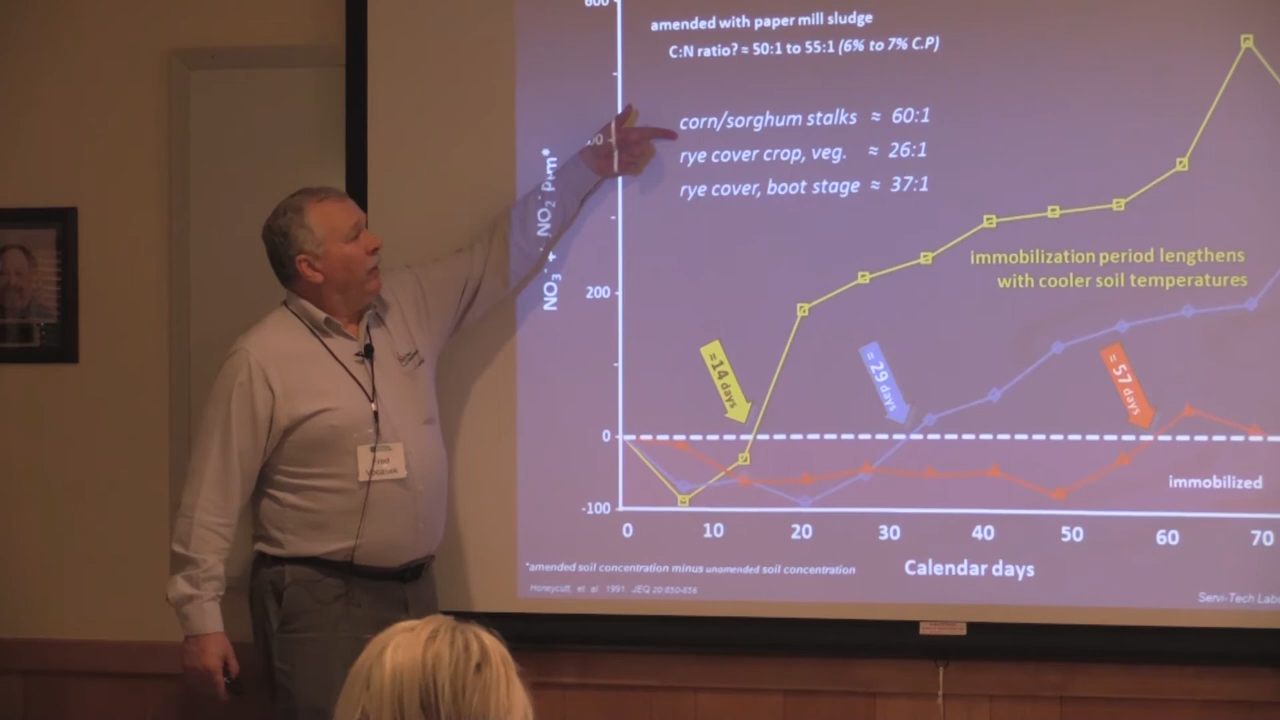 600
amended with paper mill sludge
C:N ratio? ≈ 50:1 to 55:1 (6% to 7% C.P)
corn/sorghum stalks ≈ 60:1
rye cover crop, veg. ≈ 26:1
rye cover, boot stage ≈ 37:1
NO3- + NO2- ppm*
immobilization period lengthens
with cooler soil temperatures
200
≈14 days
≈ 29 days
≈ 57 days
0
immobilized
-100
0 10 20 30 40 50 60 70
Calendar days
*amended soil concentration minus unamended soil concentration
Honeycutt, et al. 1991. JEQ 20:850-856
Servi-Tech